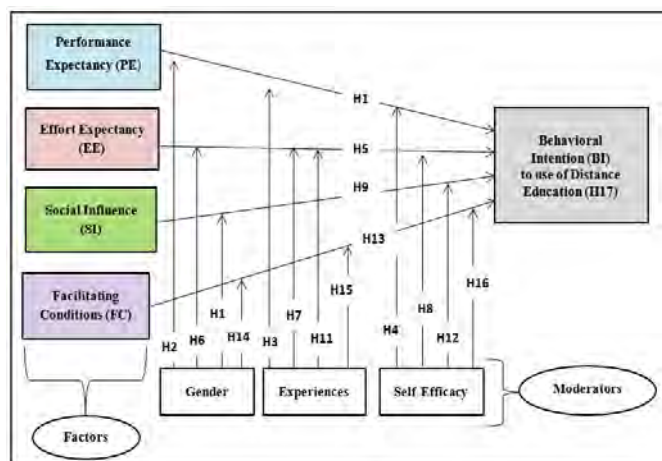 Performance
Expectancy (PE)
Effort Expectancy
(EE)
Social Influence
(SI)
Facilitating
Conditions (FC)
H1
H5
H9
H13
Behavioral
Intention (BI)
to use of Distance
Education (H17)
H2
H6
H1
H14
H3
H7
H11
H15
H4
H8
H12
H16
Gender
Experiences
Self Efficacy
Moderators
Factors